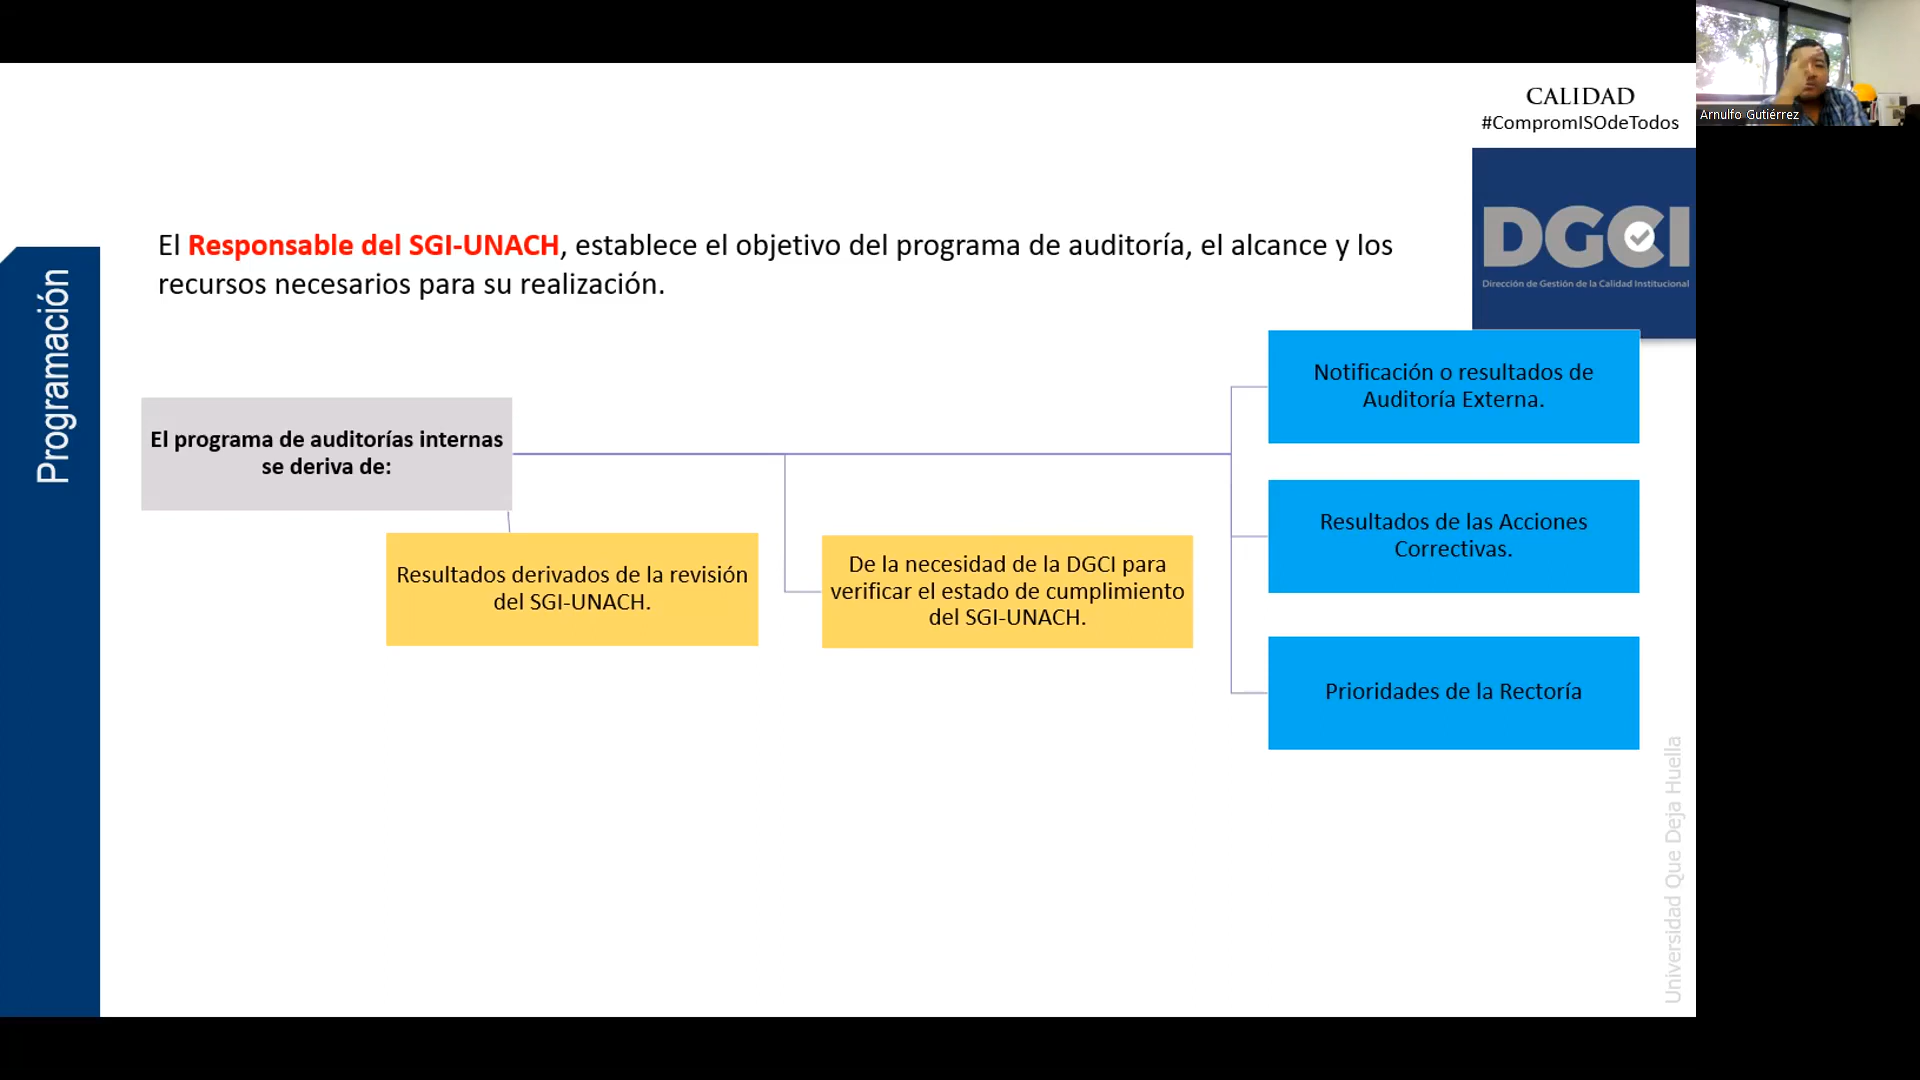 CALIDAD
#CompromISOdeTodos
Arnulfo Gutiérrez
DGCI
Dirección de Gestión de la Calidad Institucional
Programación
El Responsable del SGI-UNACH, establece el objetivo del programa de auditoría, el alcance y los
recursos necesarios para su realización.
El programa de auditorías internas
se deriva de:
Resultados derivados de la revisión
del SGI-UNACH.
De la necesidad de la DGCI para
verificar el estado de cumplimiento
del SGI-UNACH.
Notificación o resultados de
Auditoría Externa.
Resultados de las Acciones
Correctivas.
Prioridades de la Rectoría
Universidad Que Deja Huella